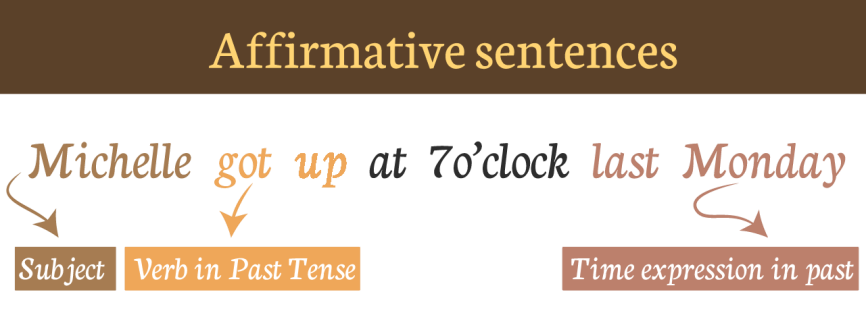 Affirmative sentences
Michelle got up at 7o’clock last Monday
Subject Verb in Past Tense Time expression in past